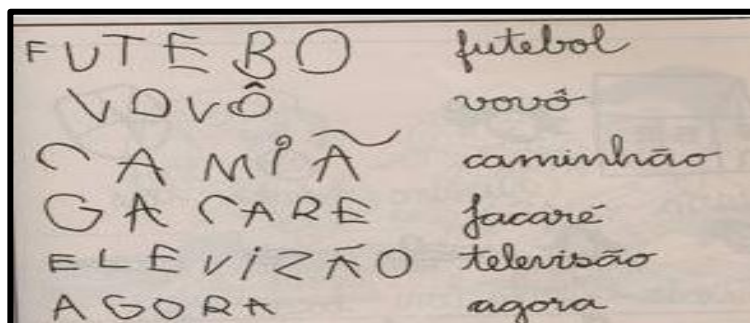 FUTEBO futebol
VOVÔ vovô
CAMIÃ caminhão
GACARE jacaré
ELEVIZÃO televisão
AGORA agora